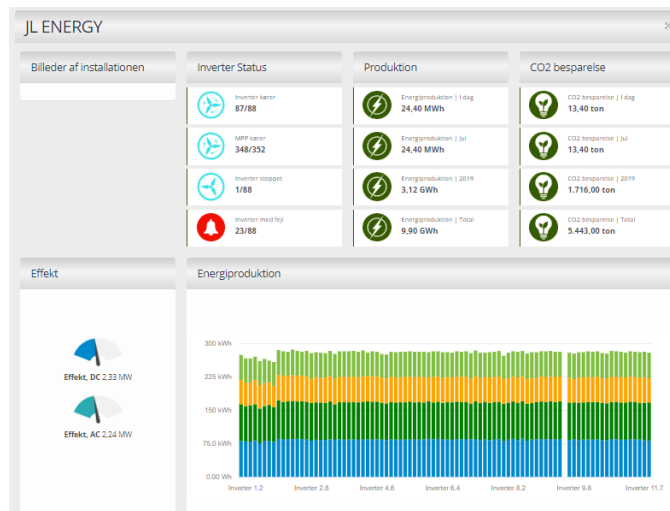 JL ENERGY
Billeder af installationen
Inverter Status
Produktion
CO2 besparelse
Inverter kører
87/88
Energiproduktion | I dag
24,40 MWh
CO2 besparelse | I dag
13,40 ton
MPP kører
348/352
Energiproduktion | Jul
24,40 MWh
CO2 besparelse | Jul
13,40 ton
Inverter stoppet
1/88
Energiproduktion | 2019
3,12 GWh
CO2 besparelse | 2019
1.716,00 ton
Inverter med fejl
23/88
Energiproduktion | Total
9,90 GWh
CO2 besparelse | Total
5.443,00 ton
Effekt
Energiproduktion
Effekt, DC 2,33 MW
Effekt, AC 2,24 MW
300 kWh
225 kWh
150 kWh
75.0 kWh
0.00 Wh
Inverter 1.2
Inverter 2.8
Inverter 4.6
Inverter 6.4
Inverter 8.2
Inverter 9.8
Inverter 11.7